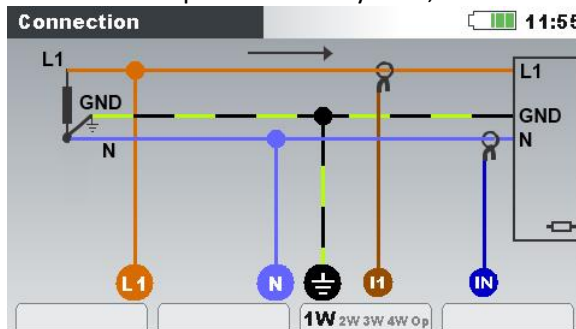 Connection 11:55
L1
L1
GND
GND
N
N
L1 N I1 IN
1W 2W 3W 4W Op